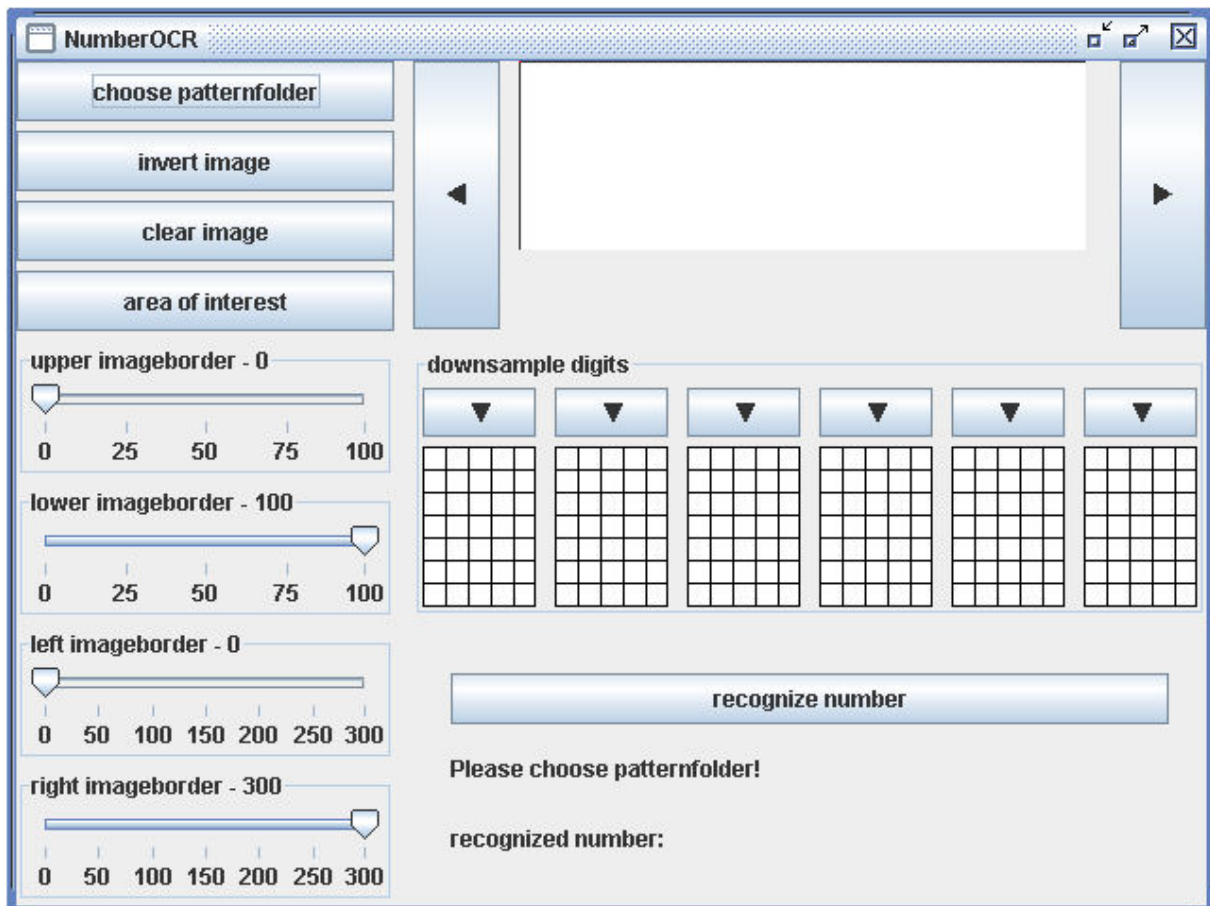 NumberOCR
choose patternfolder
invert image
clear image
area of interest
upper imageborder - 0
0 25 50 75 100
lower imageborder - 100
0 25 50 75 100
left imageborder - 0
0 50 100 150 200 250 300
right imageborder - 300
0 50 100 150 200 250 300
downsample digits
recognize number
Please choose patternfolder!
recognized number: